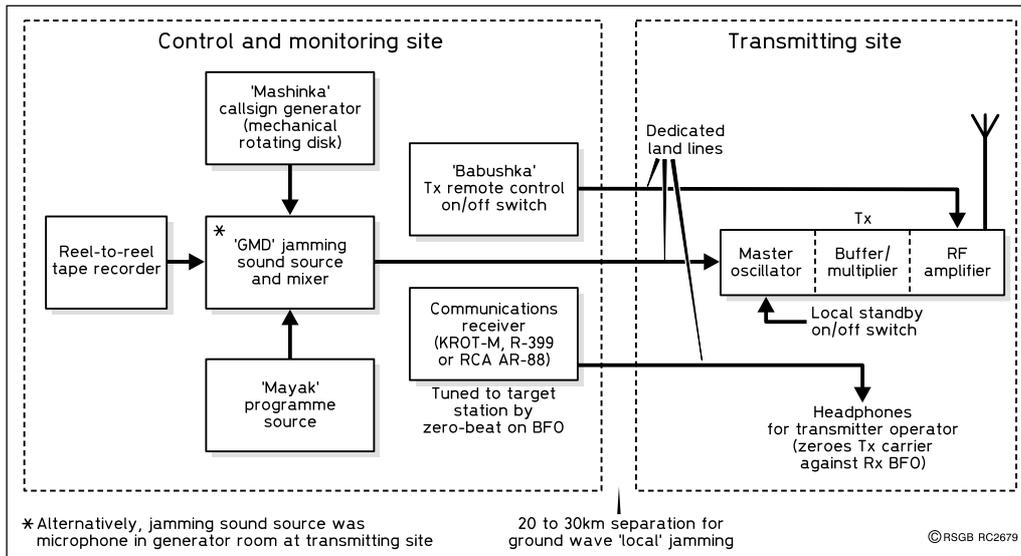 Control and monitoring site
Transmitting site
'Mashinka'
callsign generator
(mechanical
rotating disk)
Dedicated
land lines
'Babushka'
Tx remote control
on/off switch
Reel-to-reel
tape recorder
*
'GMD' jamming
sound source
and mixer
Tx
Master
oscillator
Buffer/
multiplier
RF
amplifier
Local standby
on/off switch
Communications
receiver
(KROT-M, R-399
or RCA AR-88)
Tuned to target
station by
zero-beat on BFO
'Mayak'
programme
source
Headphones
for transmitter operator
(zeroes Tx carrier
against Rx BFO)
* Alternatively, jamming sound source was
microphone in generator room at transmitting site
20 to 30km separation for
ground wave 'local' jamming
©RSGB RC2679